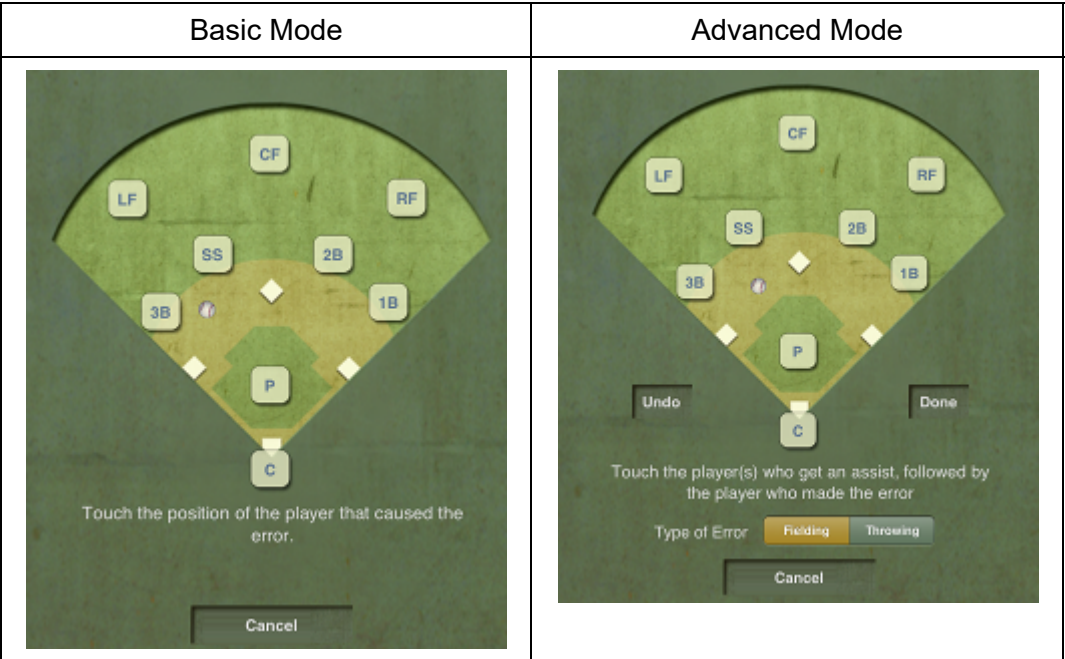 Basic Mode
Advanced Mode
CF
LF
RF
SS
2B
3B
1B
P
C
Touch the position of the player that caused the
error.
Cancel
CF
LF
RF
SS
2B
3B
1B
P
Undo
Done
C
Touch the player(s) who get an assist, followed by
the player who made the error
Type of Error
Fielding
Throwing
Cancel